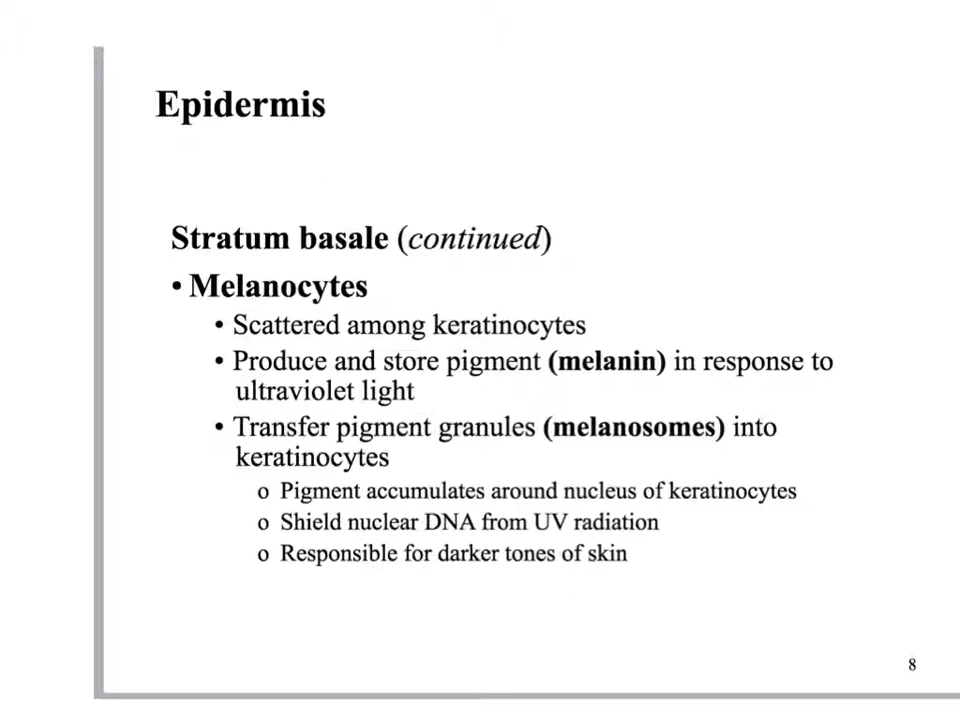 Epidermis
Stratum basale (continued)
• Melanocytes
• Scattered among keratinocytes
• Produce and store pigment (melanin) in response to
ultraviolet light
• Transfer pigment granules (melanosomes) into
keratinocytes
o Pigment accumulates around nucleus of keratinocytes
o Shield nuclear DNA from UV radiation
o Responsible for darker tones of skin
8